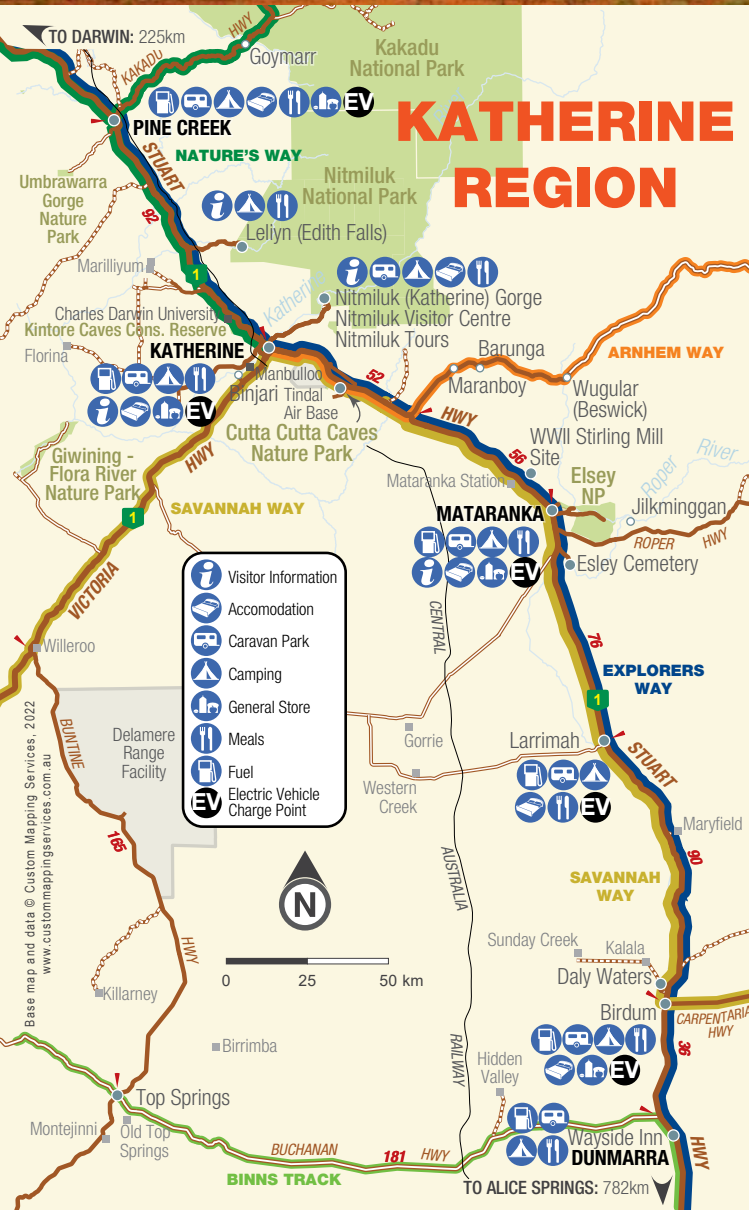 TO DARWIN: 225km
HWY
KAKADU
Goymarr
Kakadu
National Park
EV
PINE CREEK
KATHERINE
REGION
STUART
NATURE'S WAY
Umbrawarra
Gorge
Nature
Park
Nitmiluk
National Park
92
Leliyn (Edith Falls)
Marilliyum
1
Katherine
Nitmiluk (Katherine) Gorge
Nitmiluk Visitor Centre
Nitmiluk Tours
Charles Darwin University
Kintore Caves Cons. Reserve
Florina
KATHERINE
Barunga
ARNHEM WAY
Maranboy
Manbulloo
Binjari
Tindal
Air Base
52
Wugular
(Beswick)
EV
HWY
Cutta Cutta Caves
Nature Park
HWY
WWII Stirling Mill
Site
56
Giwining -
Flora River
Nature Park
Mataranka Station
Elsey
NP
Roper
River
SAVANNAH WAY
1
MATARANKA
Jilkminggan
ROPER
HWY
EV
Esley Cemetery
VICTORIA
i Visitor Information
Accomodation
Caravan Park
Camping
General Store
Meals
Fuel
EV Electric Vehicle
Charge Point
CENTRAL
76
Willeroo
EXPLORERS
WAY
1
BUNTINE
Delamere
Range
Facility
Gorrie
Larrimah
Western
Creek
STUART
EV
165
Maryfield
90
AUSTRALIA
SAVANNAH
WAY
N
HWY
Sunday Creek
Kalala
0 25 50 km
Daly Waters
Killarney
Birdum
CARPENTARIA
HWY
Base map and data © Custom Mapping Services, 2022
www.custommappingservices.com.au
Birrimba
RAILWAY
36
EV
Hidden
Valley
Top Springs
Montejinni
Old Top
Springs
BUCHANAN
181
HWY
Wayside Inn
DUNMARRA
HWY
BINNS TRACK
TO ALICE SPRINGS: 782km